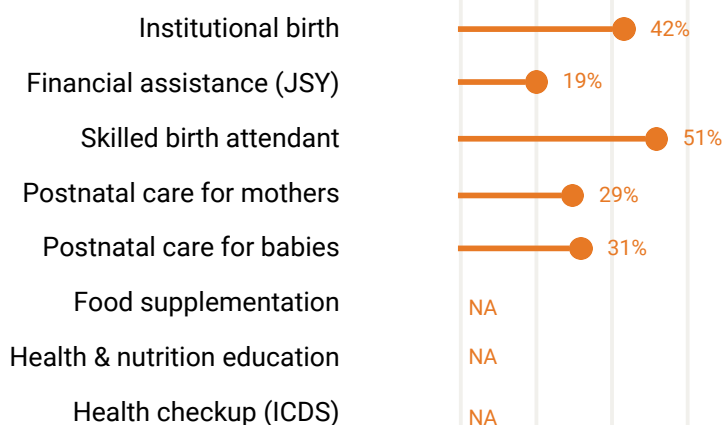 Institutional birth 42%
Financial assistance (JSY) 19%
Skilled birth attendant 51%
Postnatal care for mothers 29%
Postnatal care for babies 31%
Food supplementation NA
Health & nutrition education NA
Health checkup (ICDS) NA